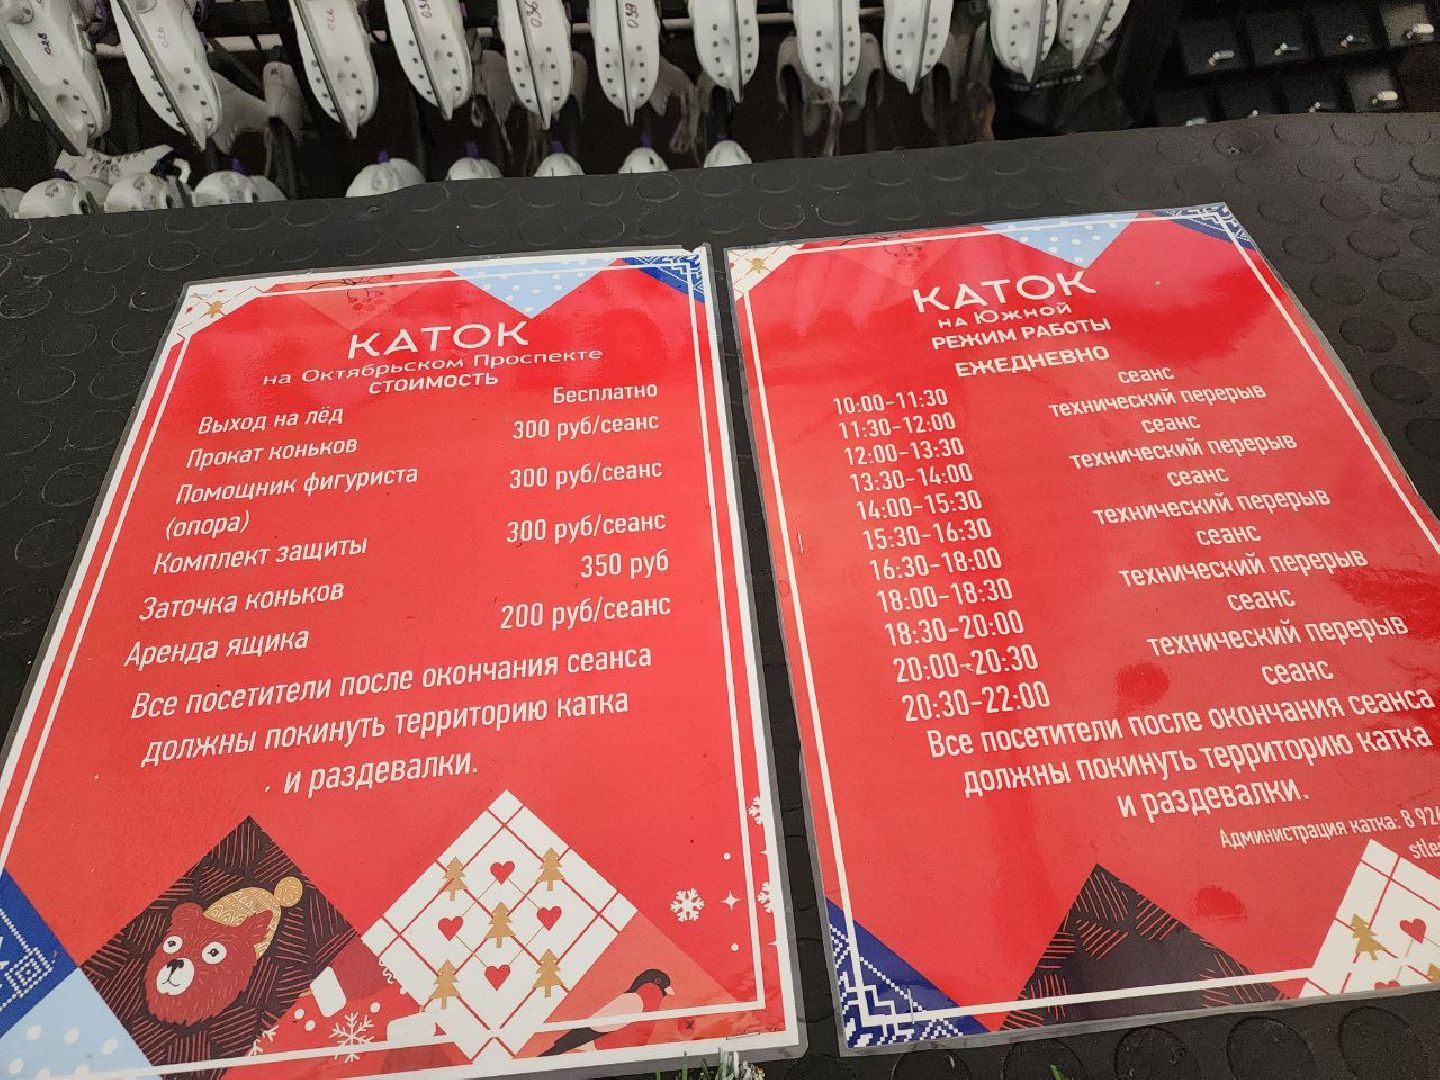 028
026
026
036
039
КАТОК
на Октябрьском Проспекте
СТОИМОСТЬ
Выход на лёд Бесплатно
Прокат коньков 300 руб/сеанс
Помощник фигуриста 300 руб/сеанс
(опора)
Комплект защиты 300 руб/сеанс
Заточка коньков 350 руб
Аренда ящика 200 руб/сеанс
Все посетители после окончания сеанса
должны покинуть территорию катка
и раздевалки.
КАТОК
на Южной
РЕЖИМ РАБОТЫ
ЕЖЕДНЕВНО
10:00-11:30 сеанс
11:30-12:00 технический перерыв
12:00-13:30 сеанс
13:30-14:00 технический перерыв
14:00-15:30 сеанс
15:30-16:30 технический перерыв
16:30-18:00 сеанс
18:00-18:30 технический перерыв
18:30-20:00 сеанс
20:00-20:30 технический перерыв
20:30-22:00 сеанс
Все посетители после окончания сеанса
должны покинуть территорию катка
и раздевалки.
Администрация катка: 8 926